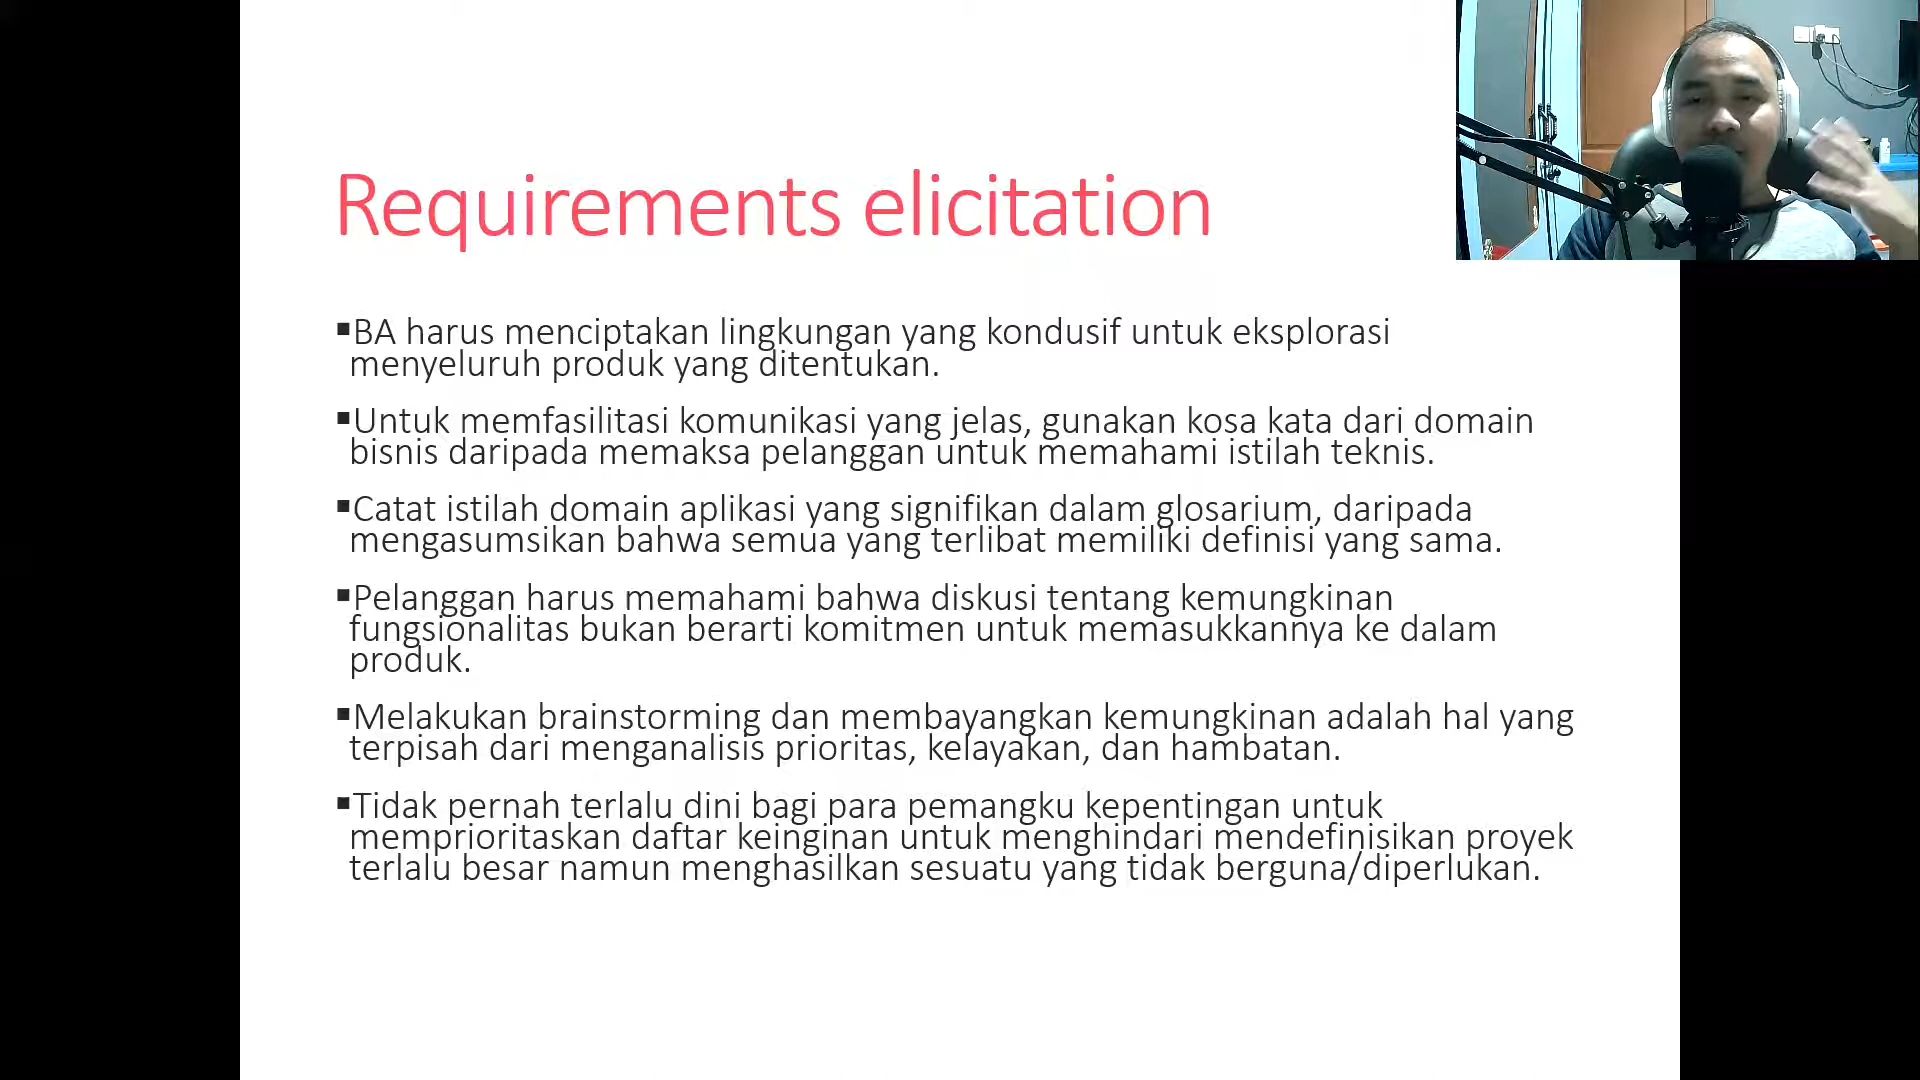 Requirements elicitation
▪BA harus menciptakan lingkungan yang kondusif untuk eksplorasi
menyeluruh produk yang ditentukan.
▪Untuk memfasilitasi komunikasi yang jelas, gunakan kosa kata dari domain
bisnis daripada memaksa pelanggan untuk memahami istilah teknis.
▪Catat istilah domain aplikasi yang signifikan dalam glosarium, daripada
mengasumsikan bahwa semua yang terlibat memiliki definisi yang sama.
▪Pelanggan harus memahami bahwa diskusi tentang kemungkinan
fungsionalitas bukan berarti komitmen untuk memasukkannya ke dalam
produk.
▪Melakukan brainstorming dan membayangkan kemungkinan adalah hal yang
terpisah dari menganalisis prioritas, kelayakan, dan hambatan.
▪Tidak pernah terlalu dini bagi para pemangku kepentingan untuk
memprioritaskan daftar keinginan untuk menghindari mendefinisikan proyek
terlalu besar namun menghasilkan sesuatu yang tidak berguna/diperlukan.